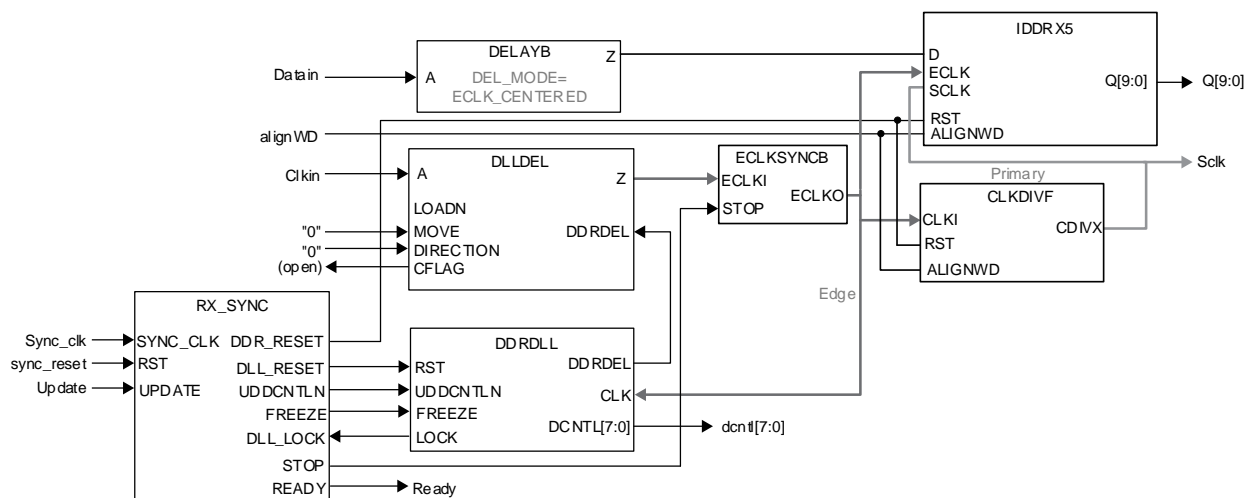 IDDRX5
DELAYB
Z
D
Datain
A
DEL_MODE=
ECLK_CENTERED
ECLK
SCLK
Q[9:0]
Q[9:0]
RST
alignWD
ALIGNWD
DLLDEL
ECLKSYNCB
Sclk
Primary
Clkin
A
Z
ECLKI
ECLKO
CLKDIVF
LOADN
STOP
CLKI
CDIVX
"0"
MOVE
DDRDEL
"0"
DIRECTION
RST
(open)
CFLAG
ALIGNWD
Edge
RX_SYNC
Sync_clk
SYNC_CLK
DDR_RESET
DDRDLL
sync_reset
RST
DLL_RESET
RST
DDRDEL
Update
UPDATE
UDDCNTLN
UDDCNTLN
CLK
FREEZE
FREEZE
DLL_LOCK
LOCK
DCNTL[7:0]
dcntl[7:0]
STOP
READY
Ready